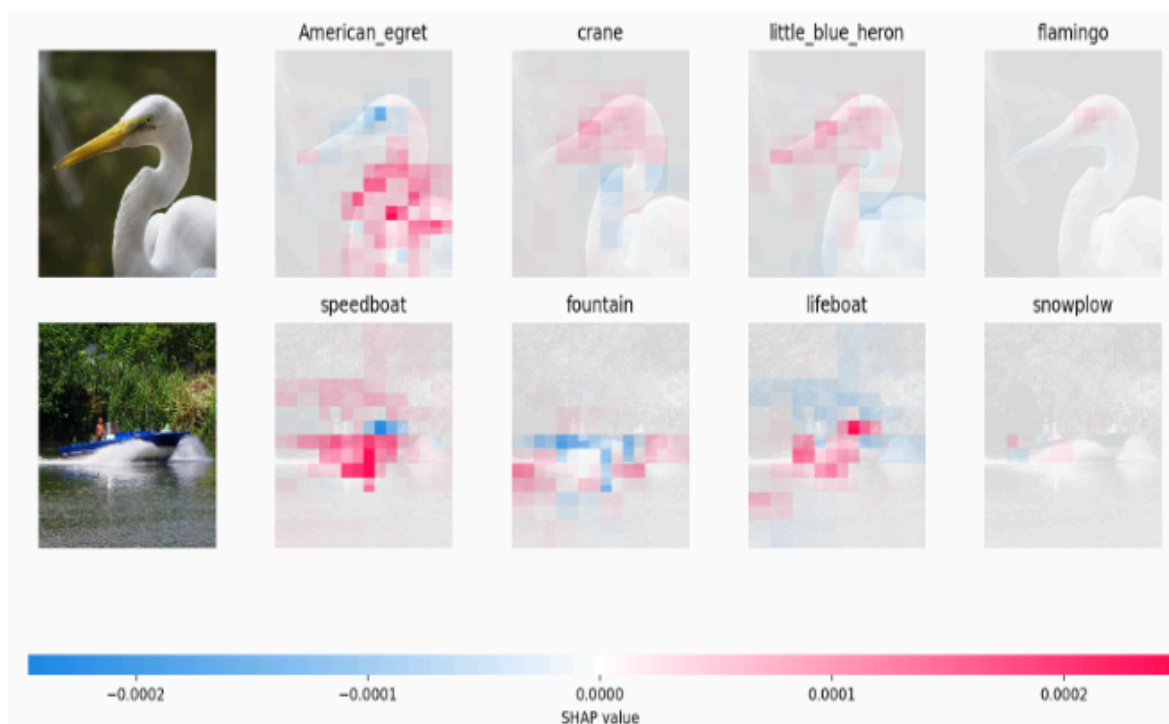 American_egret
crane
little_blue_heron
flamingo
speedboat
fountain
lifeboat
snowplow
−0.0002
−0.0001
0.0000
0.0001
0.0002
SHAP value